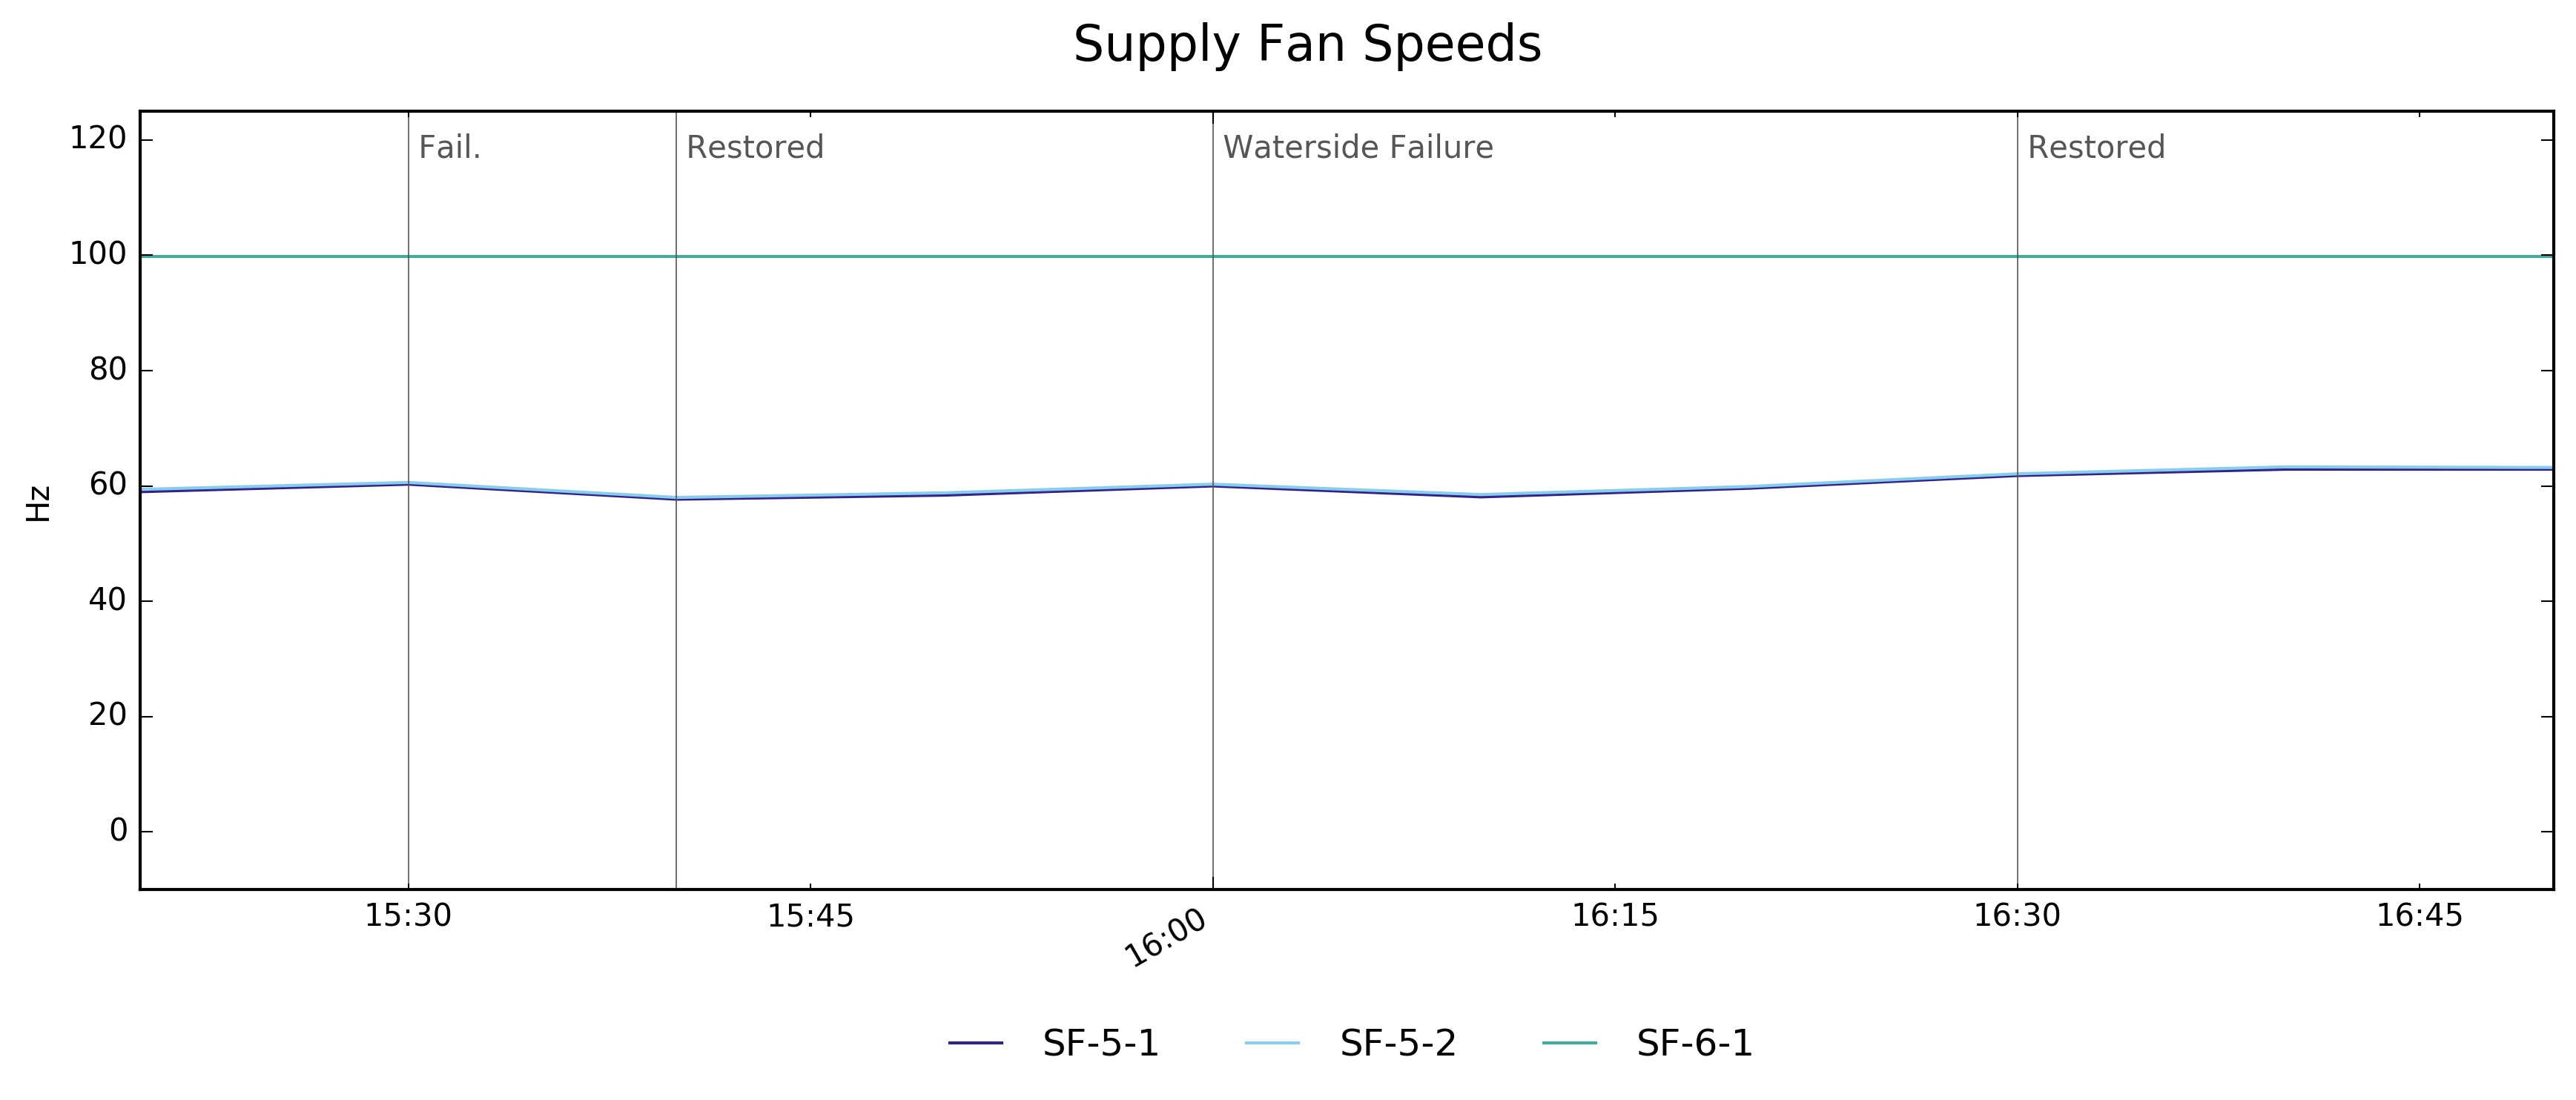 Supply Fan Speeds
120
100
80
60
40
20
0
Hz
Fail.
Restored
Waterside Failure
Restored
15:30
15:45
16:00
16:15
16:30
16:45
SF-5-1
SF-5-2
SF-6-1